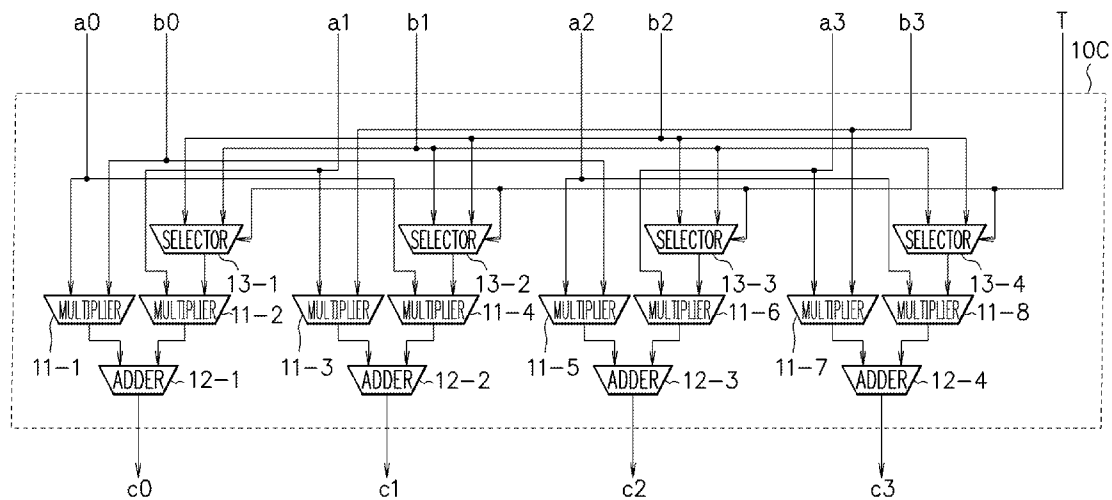 a0 b0 a1 b1 a2 b2 a3 b3 T
10C
SELECTOR SELECTOR SELECTOR SELECTOR
13-1 13-2 13-3 13-4
MULTIPLIER MULTIPLIER MULTIPLIER MULTIPLIER MULTIPLIER MULTIPLIER MULTIPLIER MULTIPLIER
11-1 11-2 11-3 11-4 11-5 11-6 11-7 11-8
ADDER 12-1 ADDER 12-2 ADDER 12-3 ADDER 12-4
c0 c1 c2 c3